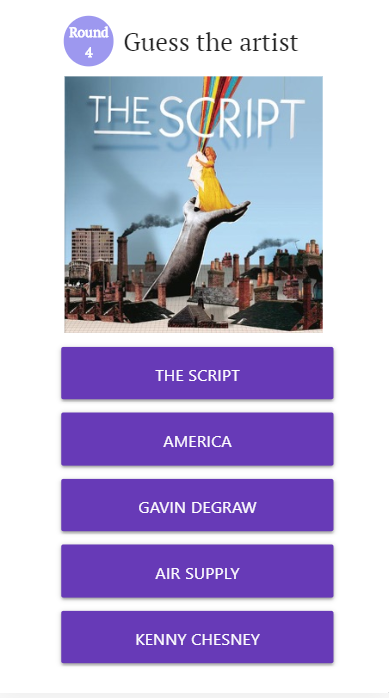 Round
4
Guess the artist
THE SCRIPT
THE SCRIPT
AMERICA
GAVIN DEGRAW
AIR SUPPLY
KENNY CHESNEY